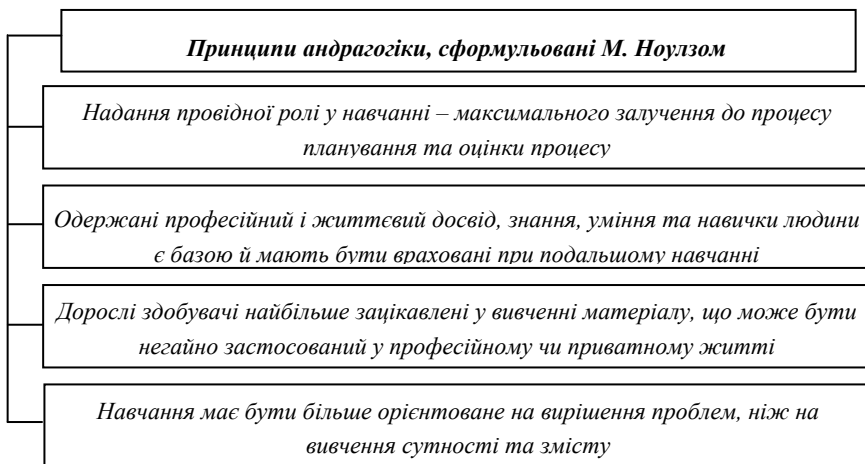 Принципи андрагогіки, сформульовані М. Ноулзом
Надання провідної ролі у навчанні – максимального залучення до процесу
планування та оцінки процесу
Одержані професійний і життєвий досвід, знання, уміння та навички людини
є базою й мають бути враховані при подальшому навчанні
Дорослі здобувачі найбільше зацікавлені у вивченні матеріалу, що може бути
негайно застосований у професійному чи приватному житті
Навчання має бути більше орієнтоване на вирішення проблем, ніж на
вивчення сутності та змісту